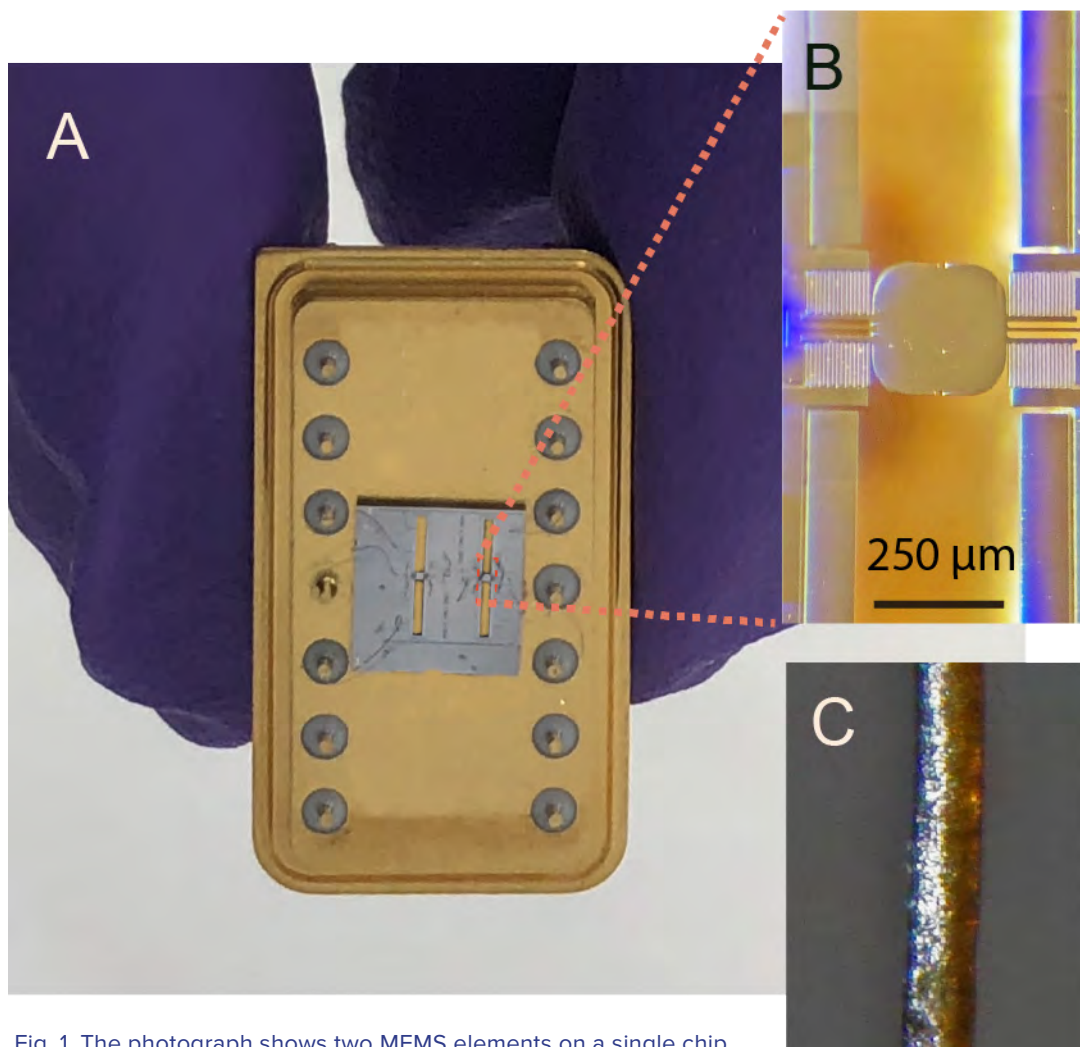 A
B
250 μm
C
Fig. 1. The photograph shows two MEMS elements on a single chip